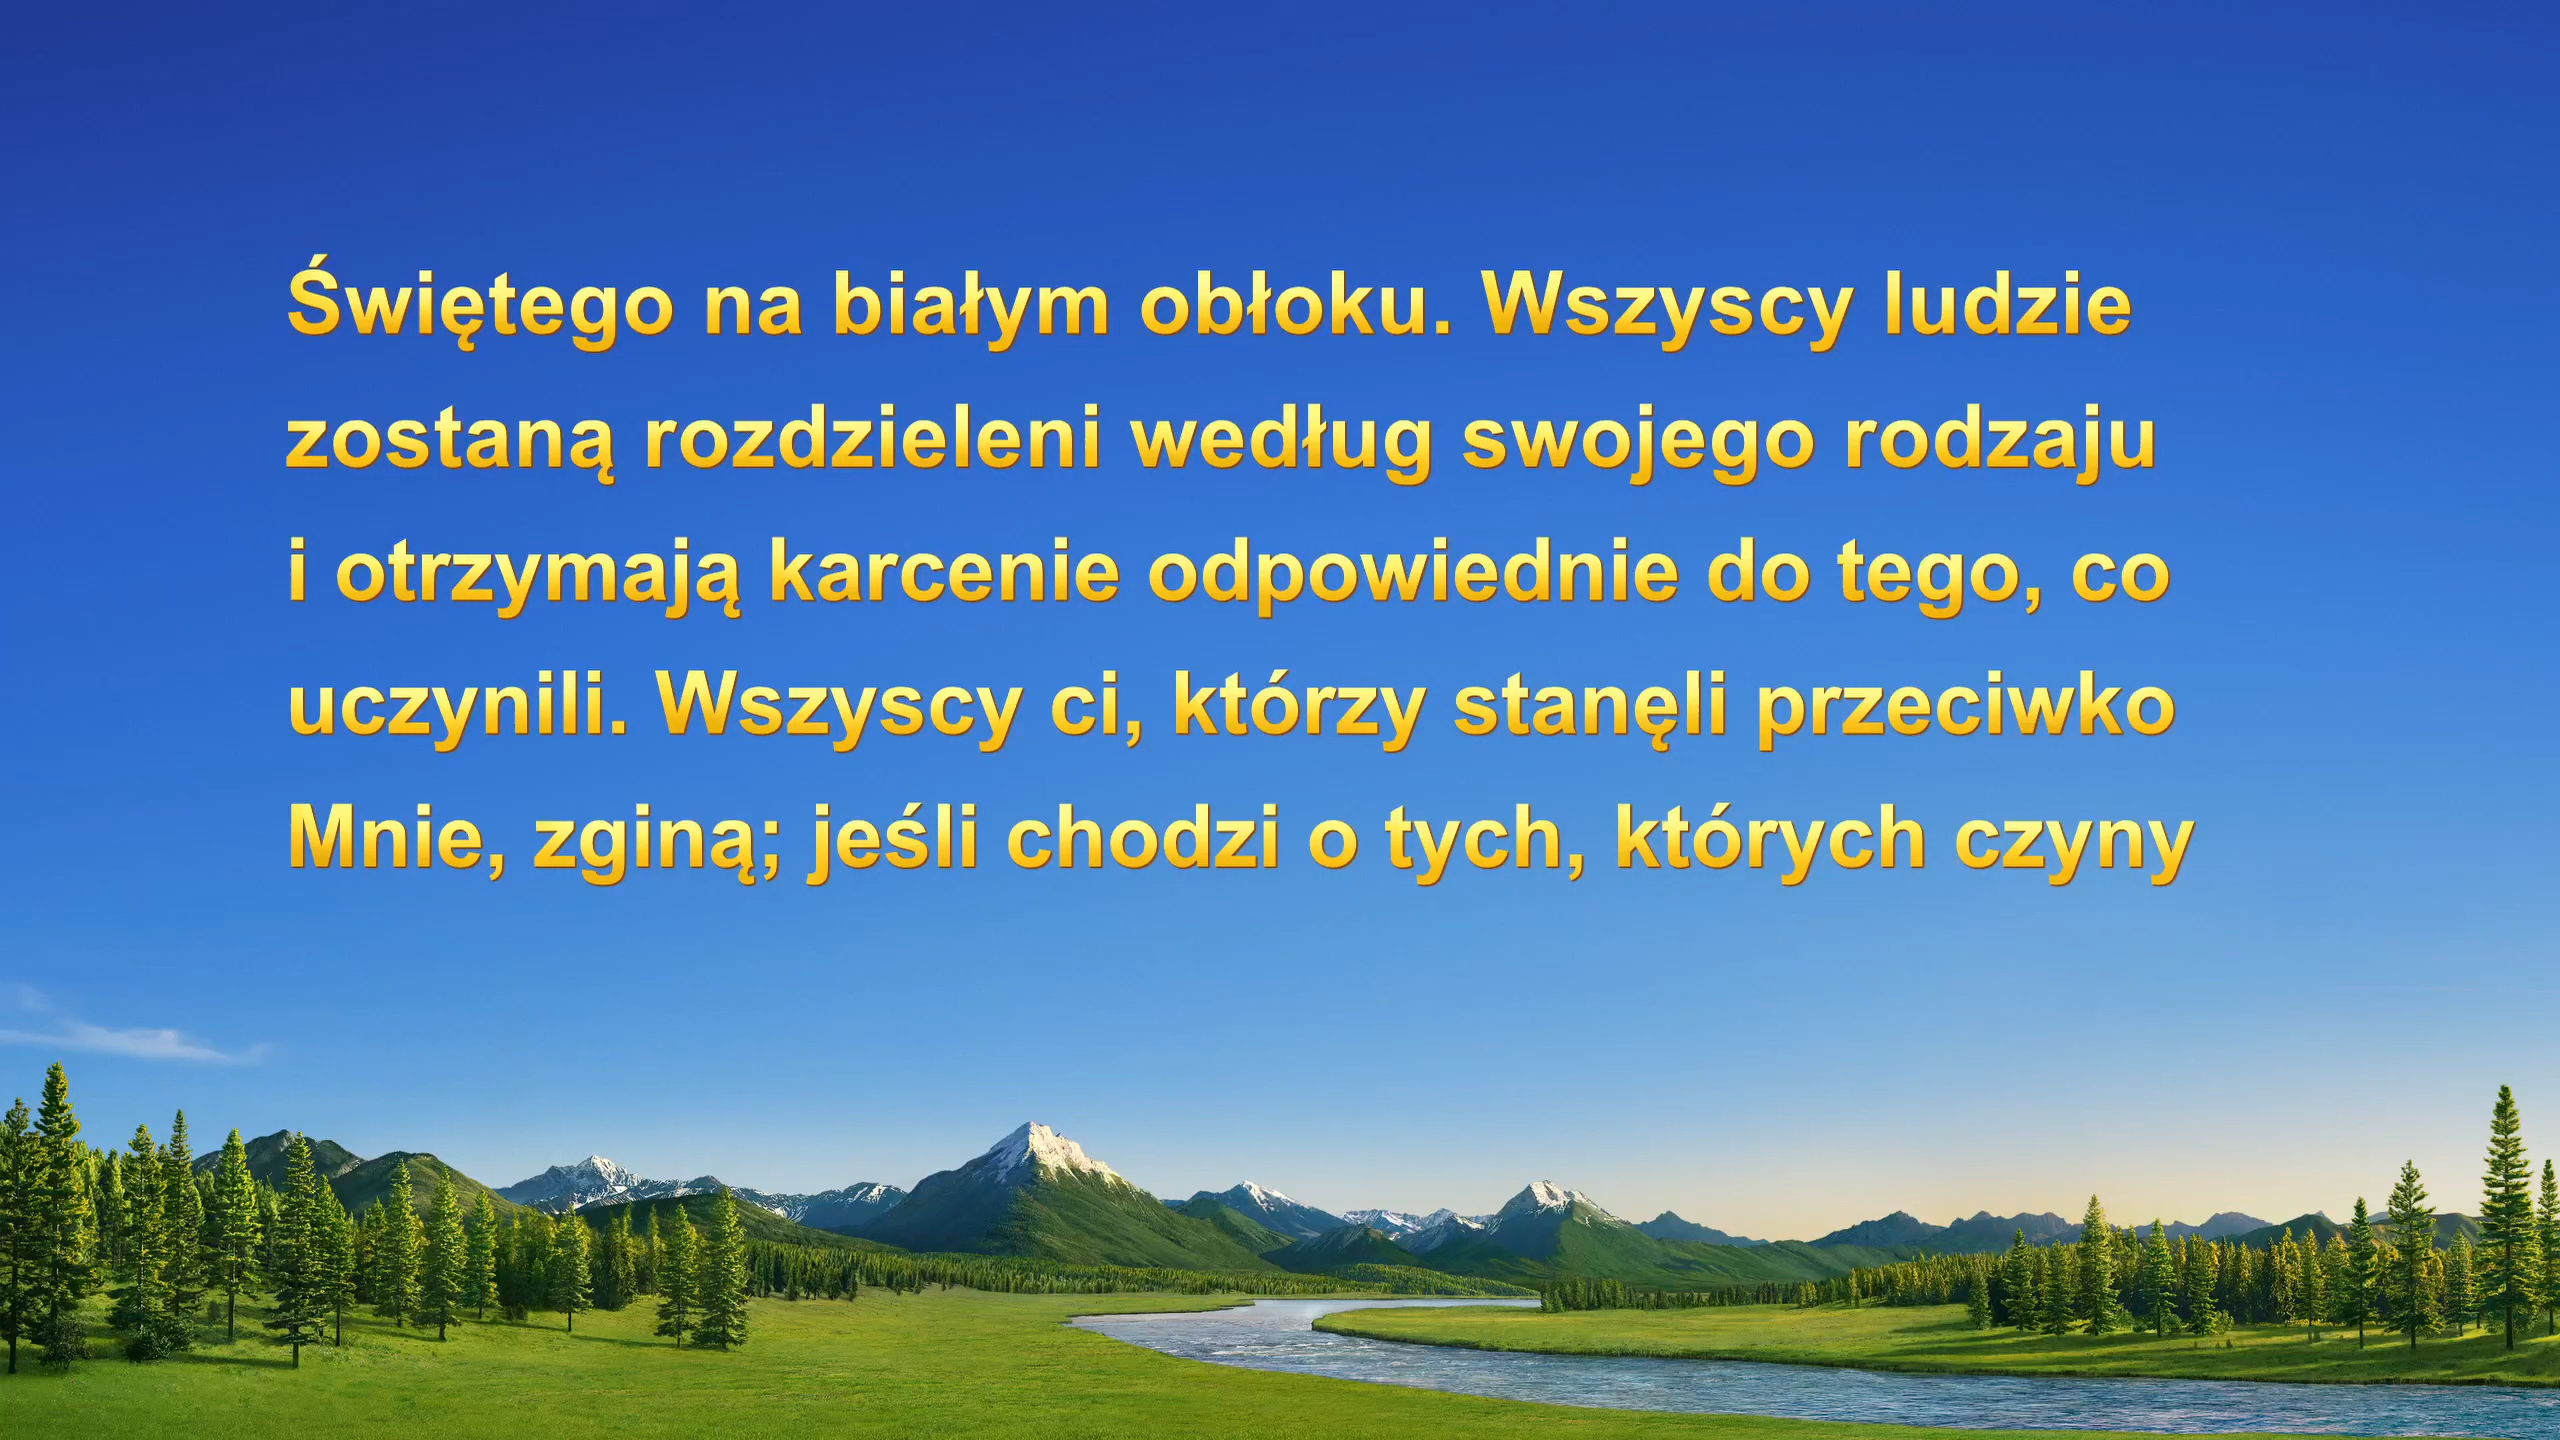 Świętego na białym obłoku. Wszyscy ludzie
zostaną rozdzieleni według swojego rodzaju
i otrzymają karcenie odpowiednie do tego, co
uczynili. Wszyscy ci, którzy stanęli przeciwko
Mnie, zginą; jeśli chodzi o tych, których czyny